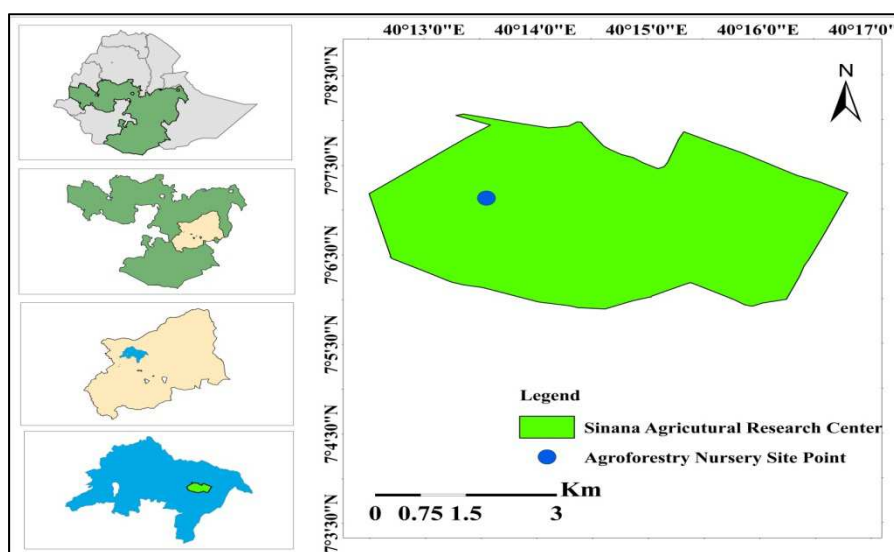 40°13'0"E 40°14'0"E 40°15'0"E 40°16'0"E 40°17'0
7°8'30"N
7°7'30"N
7°6'30"N
7°5'30"N
7°4'30"N
7°3'30"N
N
Legend
Sinana Agricutural Research Center
Agroforestry Nursery Site Point
Km
0 0.75 1.5 3